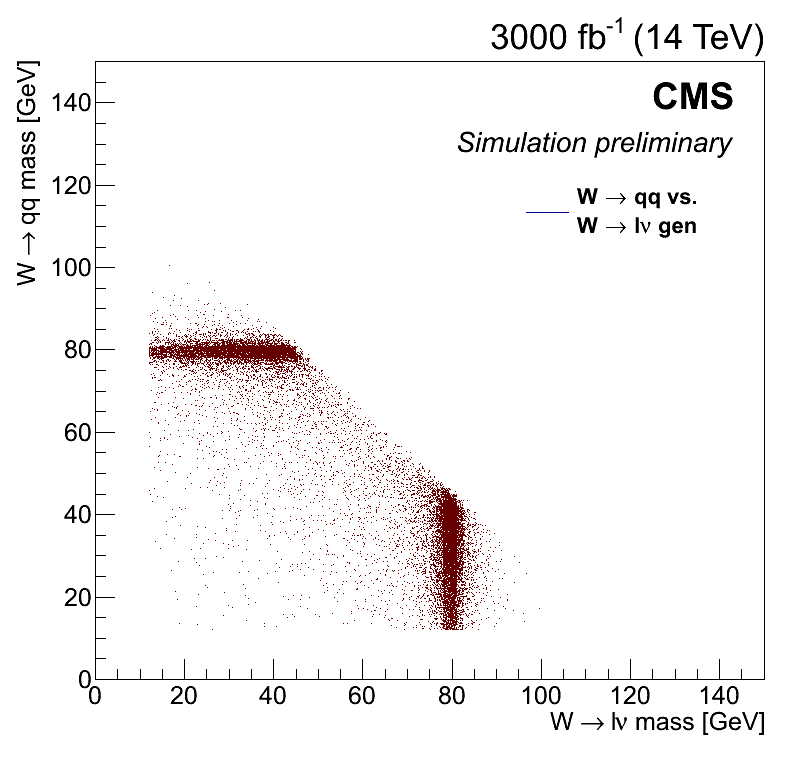 3000 fb⁻¹ (14 TeV)
CMS
Simulation preliminary
W → qq vs.
W → lν gen
W → qq mass [GeV]
140
120
100
80
60
40
20
0
0 20 40 60 80 100 120 140
W → lν mass [GeV]